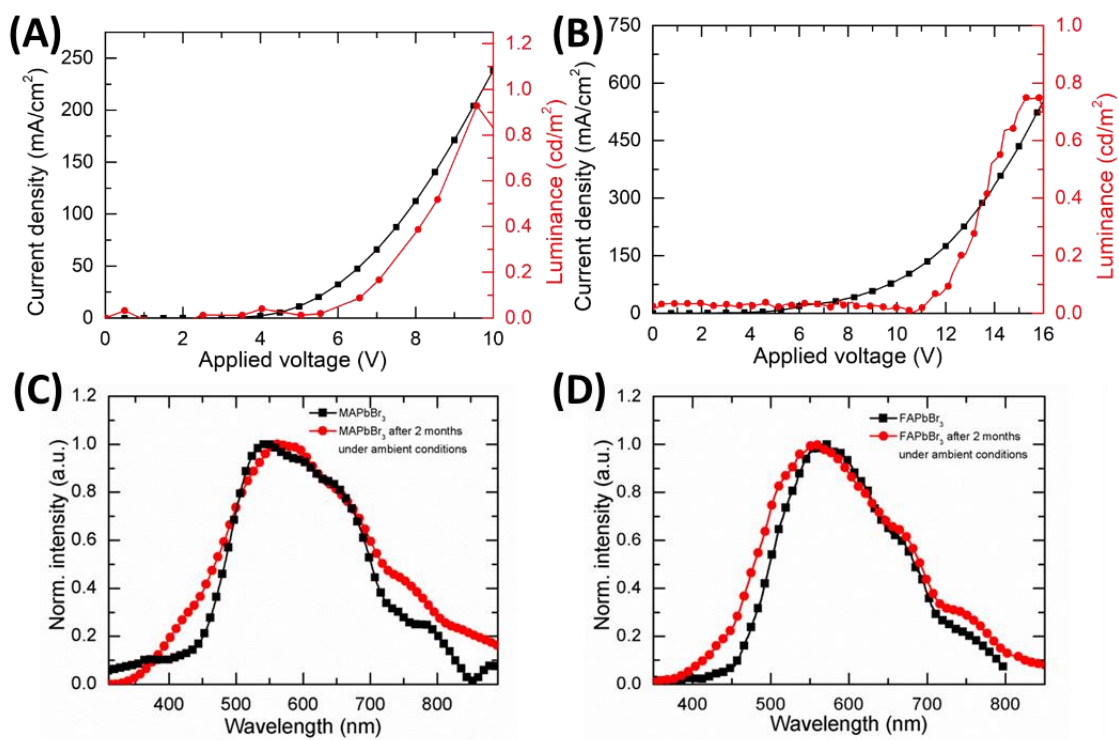 (A)
Current density (mA/cm²)
250
200
150
100
50
0
0 2 4 6 8 10
Applied voltage (V)
1.2
1.0
0.8
0.6
0.4
0.2
0.0
Luminance (cd/m²)
(B)
Current density (mA/cm²)
750
600
450
300
150
0
0 2 4 6 8 10 12 14 16
Applied voltage (V)
1.0
0.8
0.6
0.4
0.2
0.0
Luminance (cd/m²)
(C)
Norm. intensity (a.u.)
1.2
1.0
0.8
0.6
0.4
0.2
0.0
MAPbBr₃
MAPbBr₃ after 2 months
under ambient conditions
400 500 600 700 800
Wavelength (nm)
(D)
Norm. intensity (a.u.)
1.2
1.0
0.8
0.6
0.4
0.2
0.0
FAPbBr₃
FAPbBr₃ after 2 months
under ambient conditions
400 500 600 700 800
Wavelength (nm)